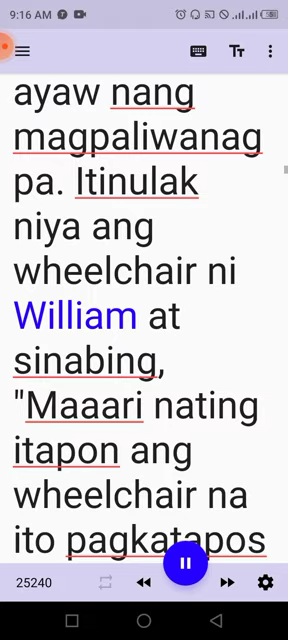 9:16 AM
ayaw nang
magpaliwanag
pa. Itinulak
niya ang
wheelchair ni
William at
sinabing,
"Maaari nating
itapon ang
wheelchair na
ito pagkatapos
25240